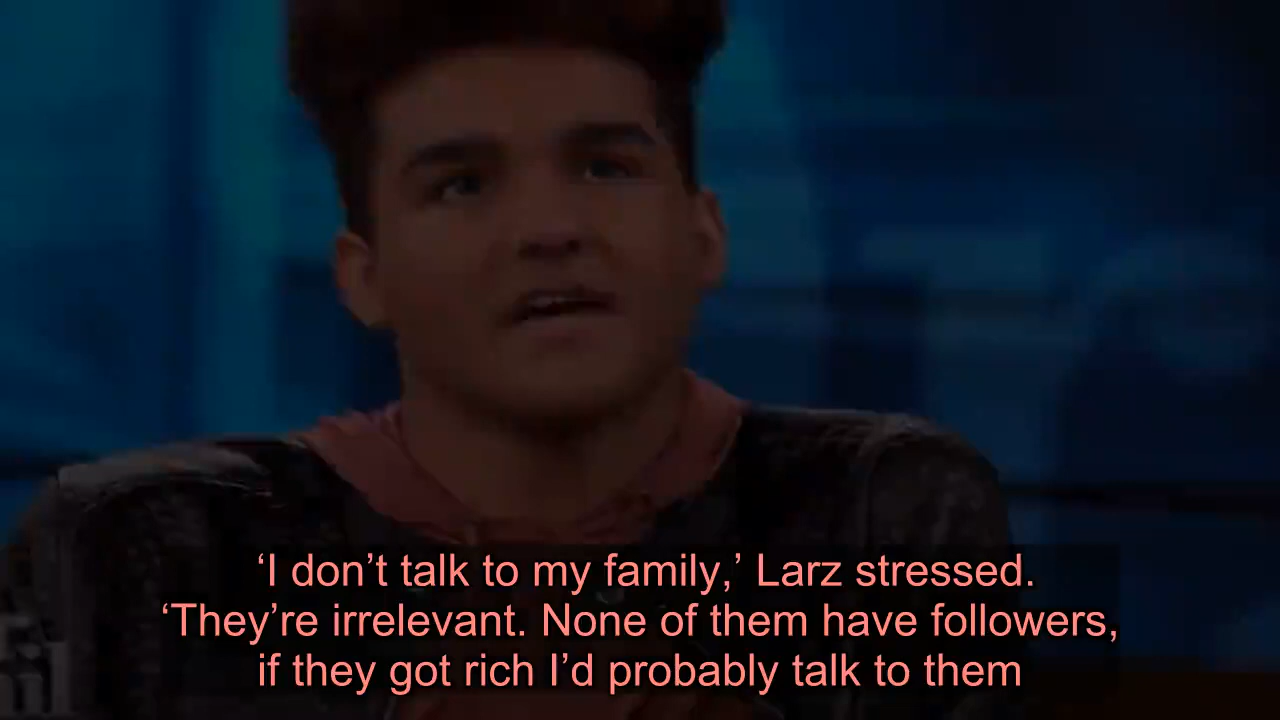 ‘I don’t talk to my family,’ Larz stressed.
‘They’re irrelevant. None of them have followers,
if they got rich I’d probably talk to them